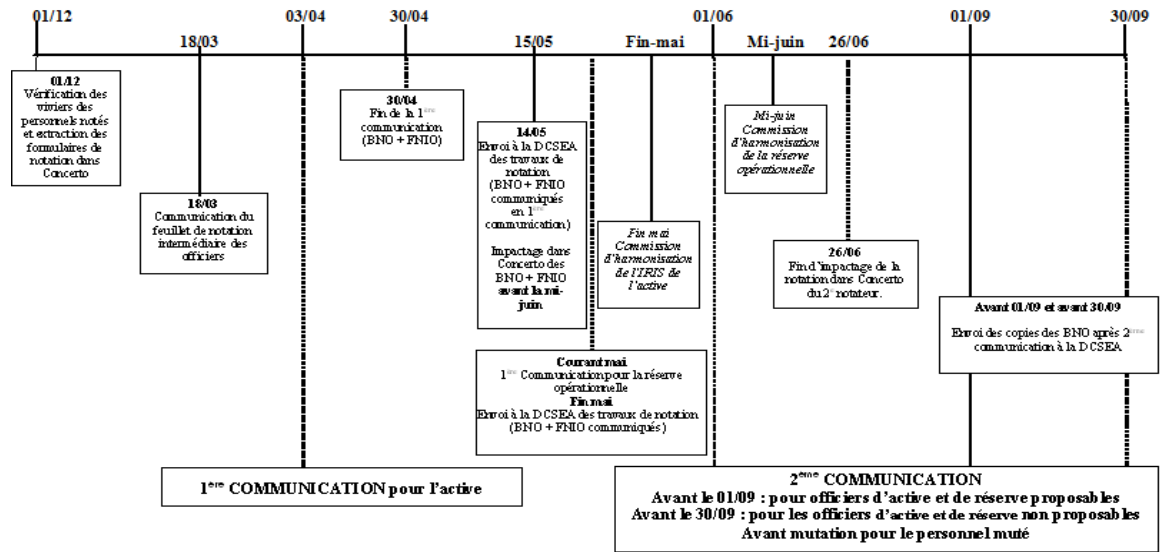 01/12 03/04 30/04 01/06 01/09 30/09
18/03 15/05 Fin-mai Mi-juin 26/06
01/12
Vérification des
viviers des
personnels notés
et extraction des
formulaires de
notation dans
Concerto
18/03
Communication du
feuillet de notation
intermédiaire des
officiers
30/04
Fin de la 1ère
communication
(BNO + FNIO)
14/05
Envoi à la DCSEA
des travaux de
notation
(BNO + FNIO
communiqués
en 1ère
communication)
Impactage dans
Concerto des
BNO + FNIO
avant la mi-
juin
Fin mai
Commission
d'harmonisation
de l'IRIS de
l'active
Mi-juin
Commission
d'harmonisation
de la réserve
opérationnelle
26/06
Fin d'impactage de la
notation dans Concerto
du 2e notateur.
Avant 01/09 et avant 30/09
Envoi des copies des BNO après 2ème
communication à la DCSEA
Courant mai
1ère Communication pour la réserve
opérationnelle
Fin mai
Envoi à la DCSEA des travaux de notation
(BNO + FNIO communiqués)
1ère COMMUNICATION pour l'active
2ème COMMUNICATION
Avant le 01/09 : pour officiers d'active et de réserve proposables
Avant le 30/09 : pour les officiers d'active et de réserve non proposables
Avant mutation pour le personnel muté